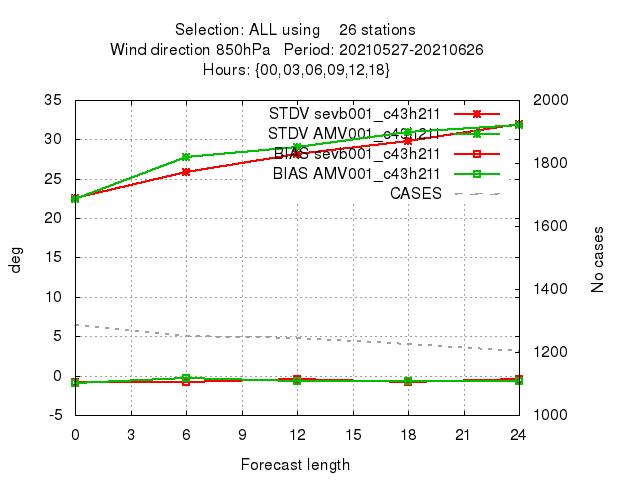 Selection: ALL using 26 stations
Wind direction 850hPa Period: 20210527-20210626
Hours: {00,03,06,09,12,18}
35
30
25
20
15
10
5
0
-5
2000
1800
1600
1400
1200
1000
STDV sevb001_c43h211
STDV AMV001_c43h211
BIAS sevb001_c43h211
BIAS AMV001_c43h211
CASES
deg
No cases
0 3 6 9 12 15 18 21 24
Forecast length